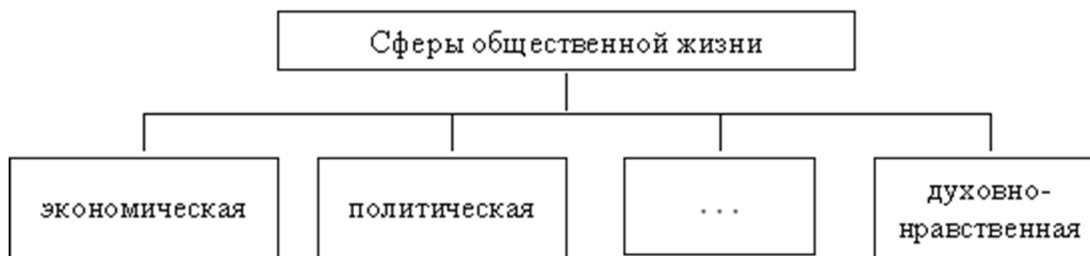 Сферы общественной жизни
экономическая
политическая
...
духовно-
нравственная